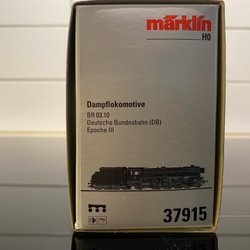 märklin
H0
Dampflokomotive
BR 03.10
Deutsche Bundesbahn (DB)
Epoche III
37915